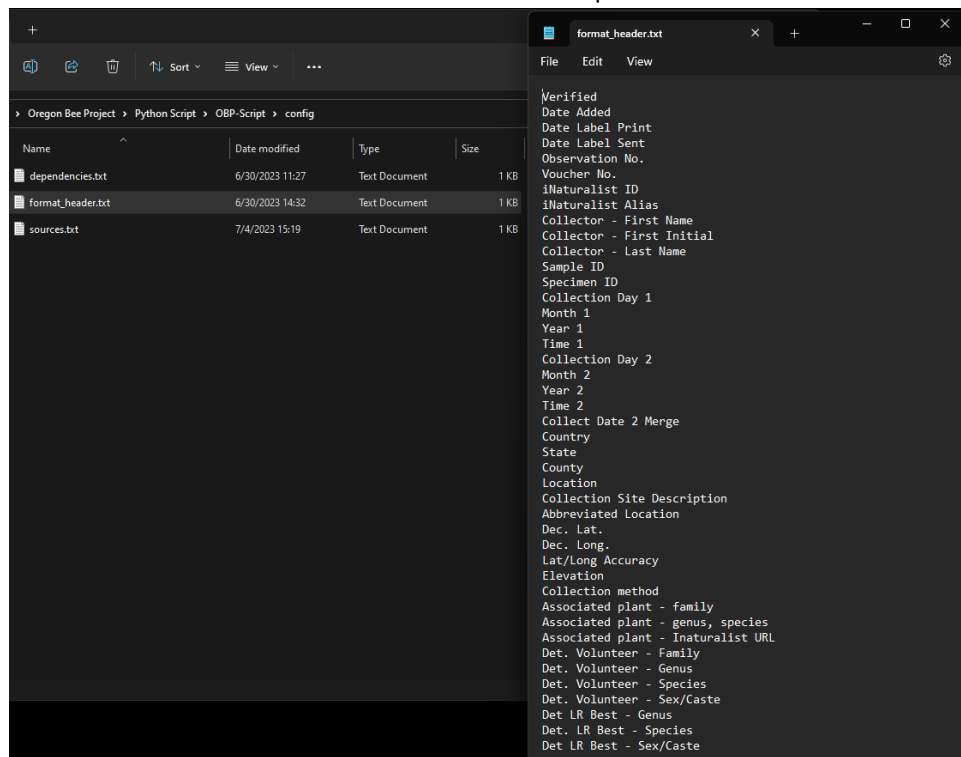 Sort
View
Oregon Bee Project > Python Script > OBP-Script > config
Name Date modified Type Size
dependencies.txt 6/30/2023 11:27 Text Document 1 KB
format_header.txt 6/30/2023 14:32 Text Document 1 KB
sources.txt 7/4/2023 15:19 Text Document 1 KB
format_header.txt
File Edit View
Verified
Date Added
Date Label Print
Date Label Sent
Observation No.
Voucher No.
iNaturalist ID
iNaturalist Alias
Collector - First Name
Collector - First Initial
Collector - Last Name
Sample ID
Specimen ID
Collection Day 1
Month 1
Year 1
Time 1
Collection Day 2
Month 2
Year 2
Time 2
Collect Date 2 Merge
Country
State
County
Location
Collection Site Description
Abbreviated Location
Dec. Lat.
Dec. Long.
Lat/Long Accuracy
Elevation
Collection method
Associated plant - family
Associated plant - genus, species
Associated plant - Inaturalist URL
Det. Volunteer - Family
Det. Volunteer - Genus
Det. Volunteer - Species
Det. Volunteer - Sex/Caste
Det LR Best - Genus
Det. LR Best - Species
Det LR Best - Sex/Caste